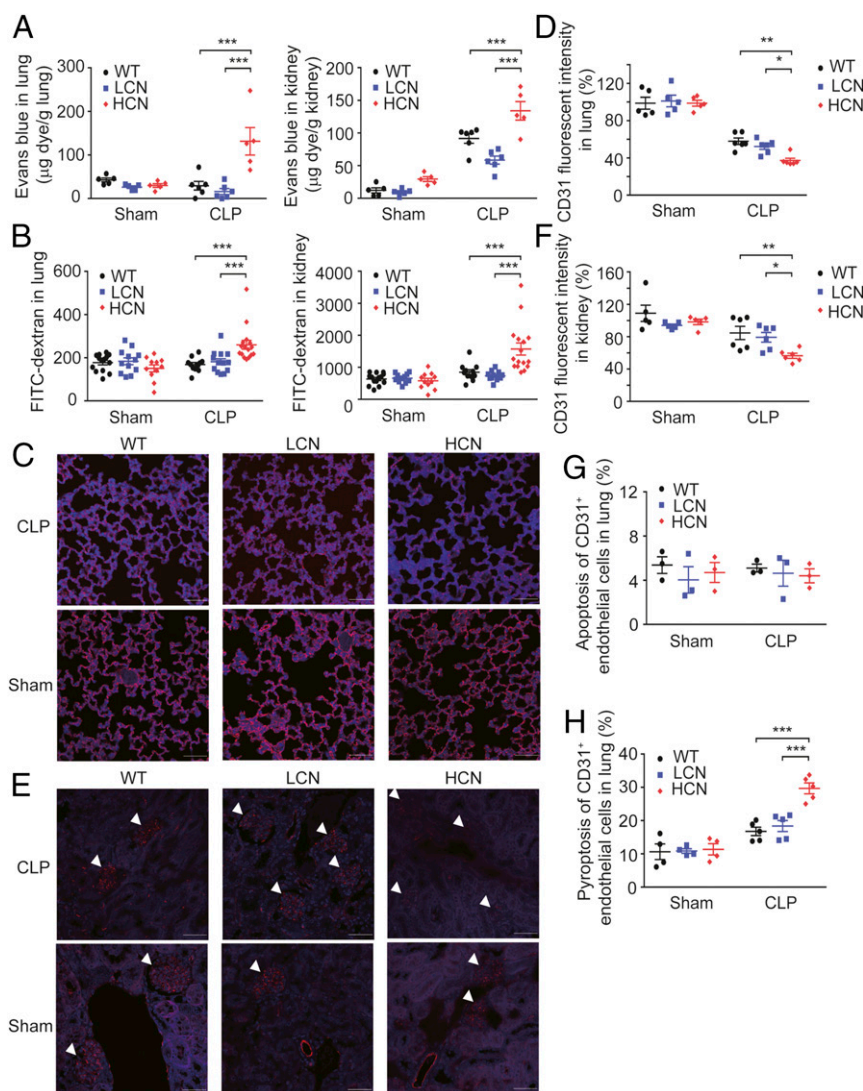 A
Evans blue in lung
(µg dye/g lung)
300
200
100
0
Sham
CLP
***
***
WT
LCN
HCN
Evans blue in kidney
(µg dye/g kidney)
200
150
100
50
0
Sham
CLP
***
***
D
CD31 fluorescent intensity
in lung (%)
160
120
80
40
0
Sham
CLP
**
*
WT
LCN
HCN
B
FITC-dextran in lung
600
400
200
0
Sham
CLP
***
***
WT
LCN
HCN
FITC-dextran in kidney
4000
3000
2000
1000
0
Sham
CLP
***
***
WT
LCN
HCN
F
CD31 fluorescent intensity
in kidney (%)
160
120
80
40
0
Sham
CLP
**
*
WT
LCN
HCN
C
WT
LCN
HCN
CLP
Sham
G
Apoptosis of CD31+
endothelial cells in lung (%)
12
8
4
0
Sham
CLP
WT
LCN
HCN
E
WT
LCN
HCN
CLP
Sham
H
Pyroptosis of CD31+
endothelial cells in lung (%)
40
30
20
10
0
Sham
CLP
***
***
WT
LCN
HCN